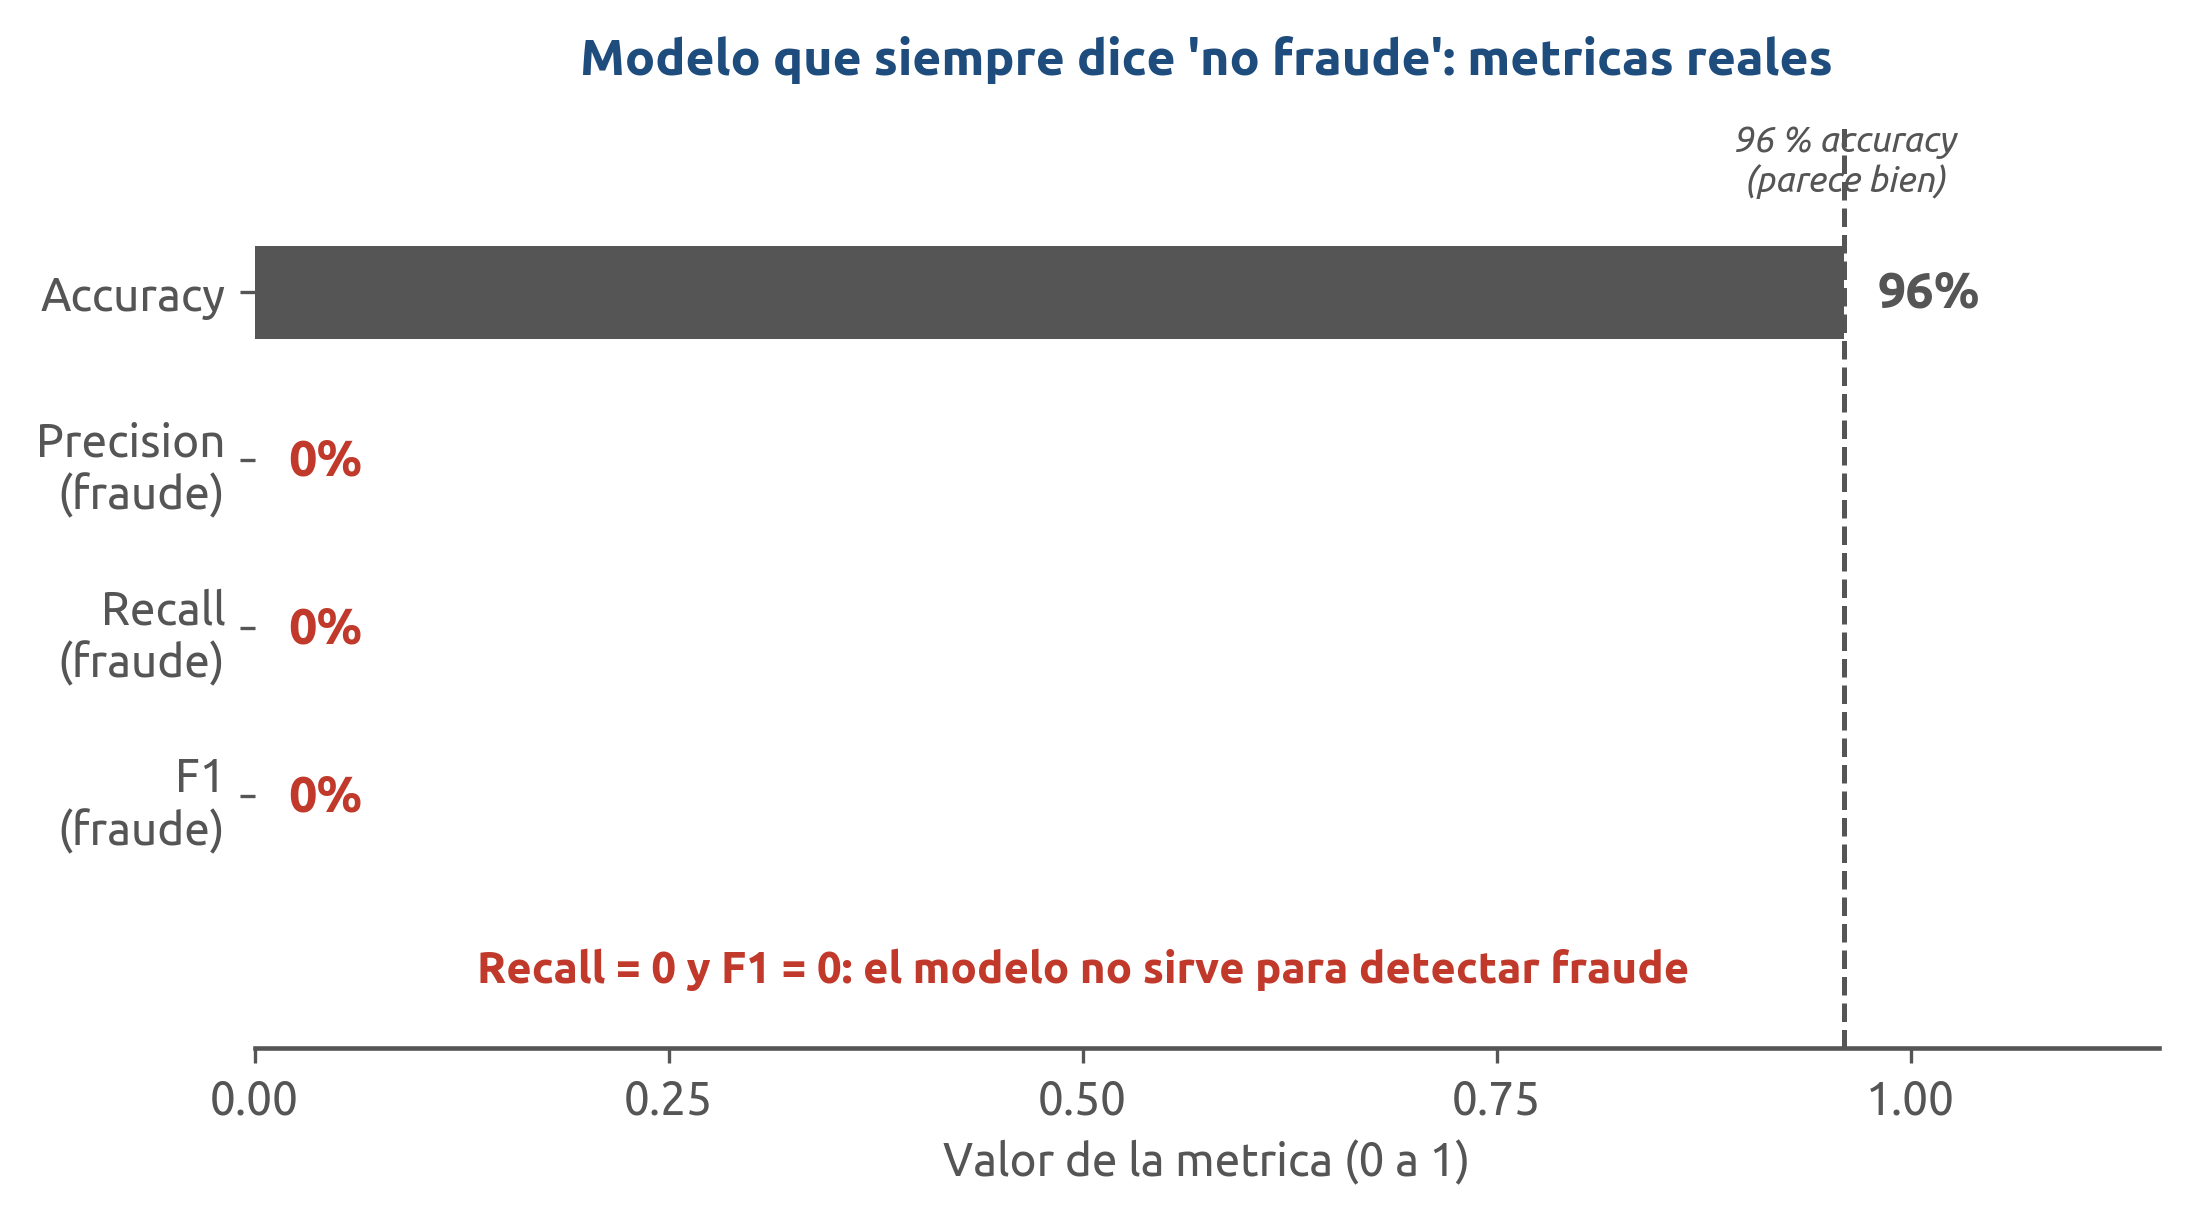 Modelo que siempre dice 'no fraude': metricas reales
96 % accuracy
(parece bien)
Accuracy
96%
Precision
(fraude)
0%
Recall
(fraude)
0%
F1
(fraude)
0%
Recall = 0 y F1 = 0: el modelo no sirve para detectar fraude
0.00
0.25
0.50
0.75
1.00
Valor de la metrica (0 a 1)